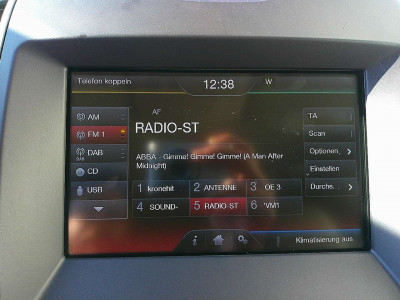 Telefon koppeln 12:38 W
AM
FM 1
DAB
DAB
CD
USB
AF
RADIO-ST
ABBA - Gimme! Gimme! Gimme! (A Man After
Midnight)
1 kronehit 2 ANTENNE 3 OE 3
4 SOUND- 5 RADIO-ST 6 'VM1
TA
Scan
Optionen
Einstellen
Durchs.
i
Klimatisierung aus